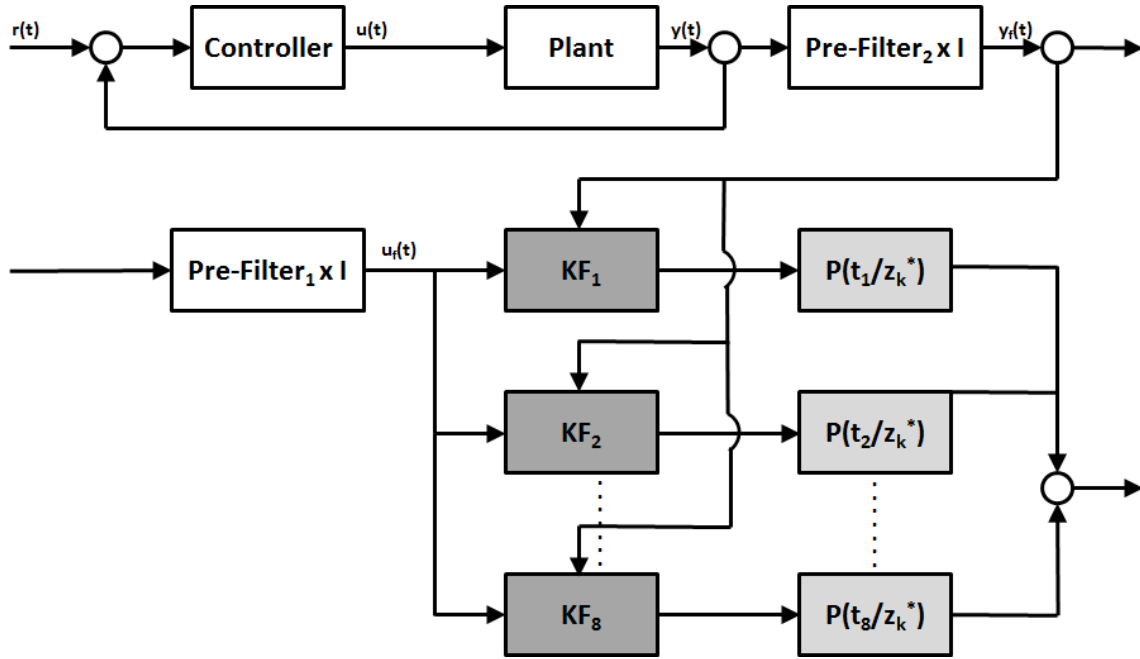 r(t)
Controller
u(t)
Plant
y(t)
Pre-Filter₂ x I
y_f(t)
Pre-Filter₁ x I
u_f(t)
KF₁
P(t₁/z_k*)
KF₂
P(t₂/z_k*)
KF₈
P(t₈/z_k*)